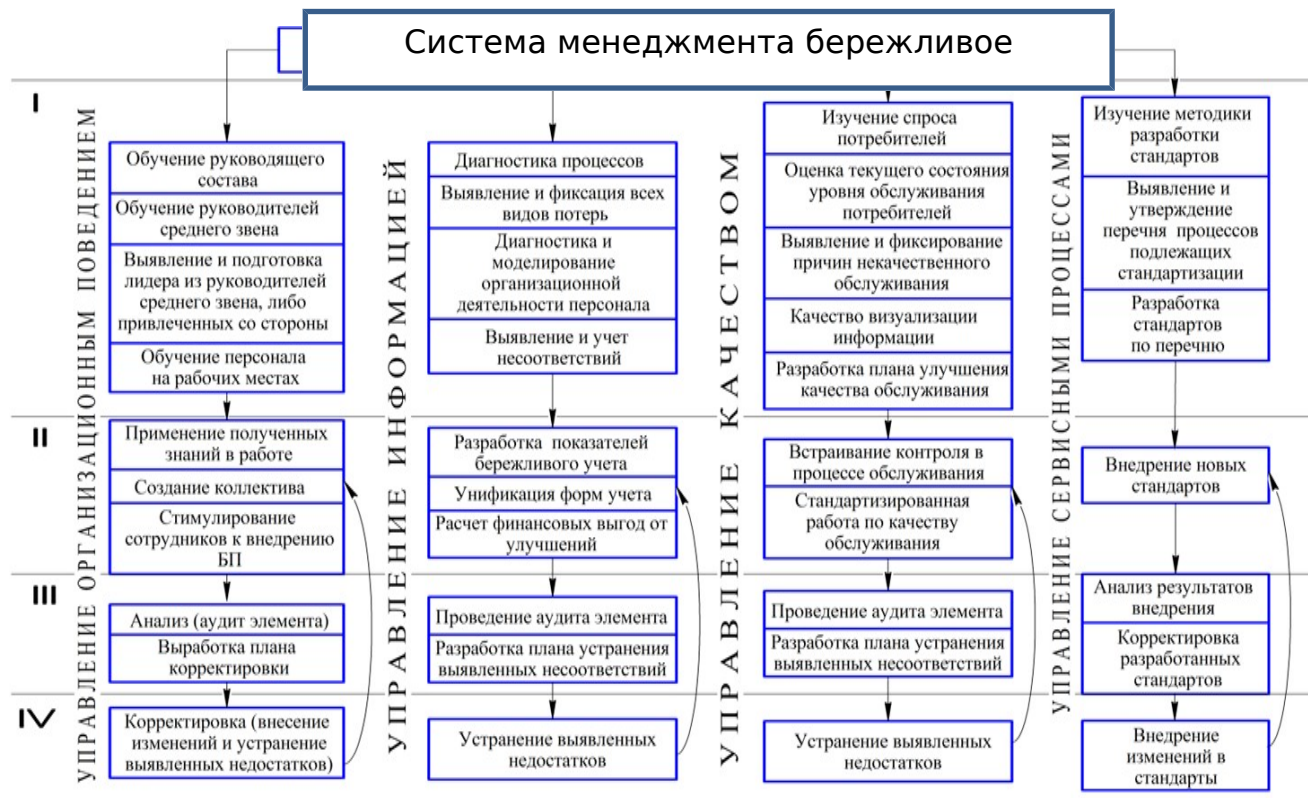 Система менеджмента бережливое
I
УПРАВЛЕНИЕ ОРГАНИЗАЦИОННЫМ ПОВЕДЕНИЕМ
Обучение руководящего
состава
Обучение руководителей
среднего звена
Выявление и подготовка
лидера из руководителей
среднего звена, либо
привлеченных со стороны
Обучение персонала
на рабочих местах
УПРАВЛЕНИЕ ИНФОРМАЦИЕЙ
Диагностика процессов
Выявление и фиксация всех
видов потерь
Диагностика и
моделирование
организационной
деятельности персонала
Выявление и учет
несоответствий
УПРАВЛЕНИЕ КАЧЕСТВОМ
Изучение спроса
потребителей
Оценка текущего состояния
уровня обслуживания
потребителей
Выявление и фиксирование
причин некачественного
обслуживания
Качество визуализации
информации
Разработка плана улучшения
качества обслуживания
УПРАВЛЕНИЕ СЕРВИСНЫМИ ПРОЦЕССАМИ
Изучение методики
разработки
стандартов
Выявление и
утверждение
перечня процессов
подлежащих
стандартизации
Разработка
стандартов
по перечню
II
Применение полученных
знаний в работе
Создание коллектива
Стимулирование
сотрудников к внедрению
БП
Разработка показателей
бережливого учета
Унификация форм учета
Расчет финансовых выгод от
улучшений
Встраивание контроля в
процессе обслуживания
Стандартизированная
работа по качеству
обслуживания
Внедрение новых
стандартов
III
Анализ (аудит элемента)
Выработка плана
корректировки
Проведение аудита элемента
Разработка плана устранения
выявленных несоответствий
Проведение аудита элемента
Разработка плана устранения
выявленных несоответствий
Анализ результатов
внедрения
Корректировка
разработанных
стандартов
IV
Корректировка (внесение
изменений и устранение
выявленных недостатков)
Устранение выявленных
недостатков
Устранение выявленных
недостатков
Внедрение
изменений в
стандарты